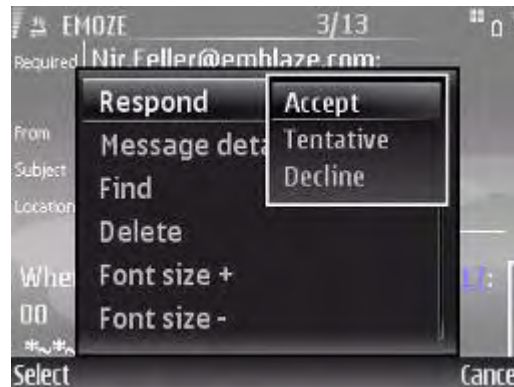 EMOZE 3/13
Required Nir.Feller@emblaze.com:
Respond
Accept
Message deta
Tentative
From
Subject
Decline
Find
Location
Delete
Whe
Font size +
17:
00
Font size -
*~*~
Select Cance